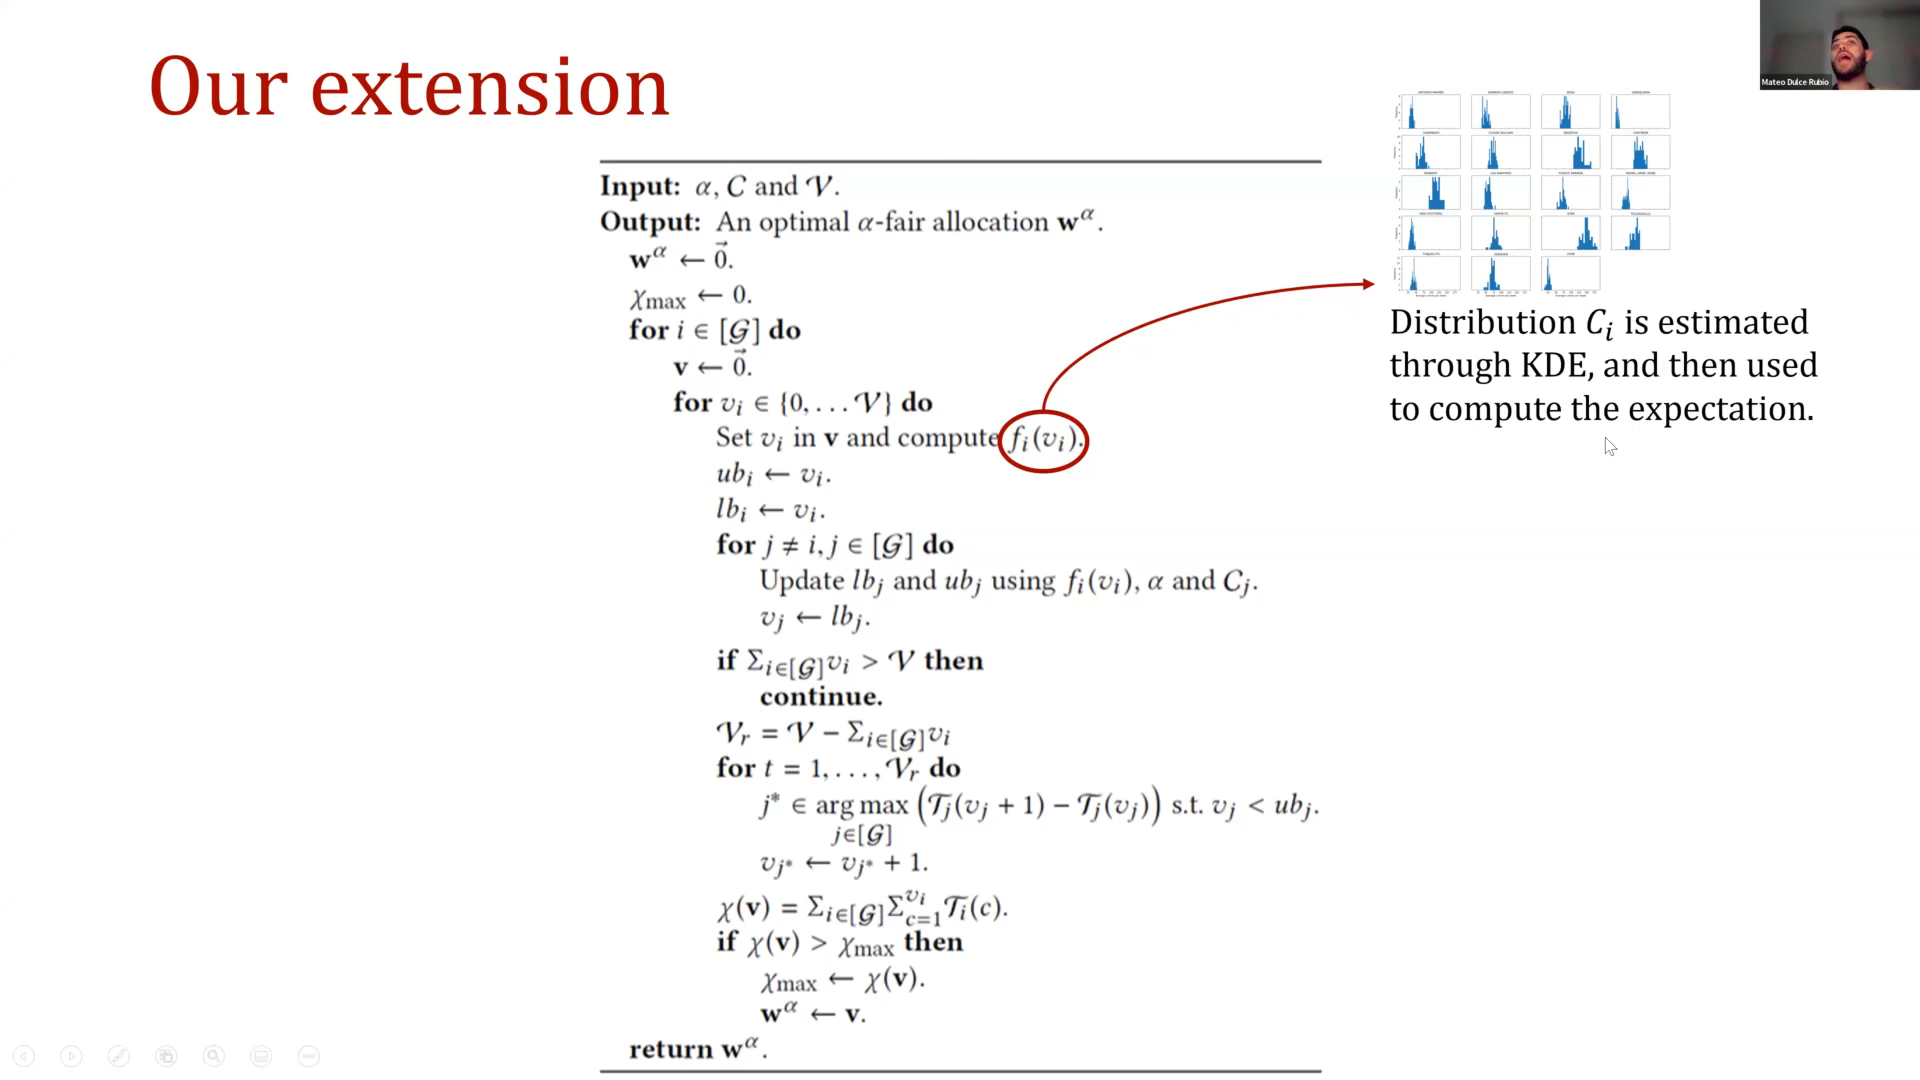 Our extension
Mateo Dulce Rubio
Input: α, C and 𝒱.
Output: An optimal α-fair allocation w^α.
w^α ← 0⃗.
χ_max ← 0.
for i ∈ [𝒢] do
v ← 0⃗.
for v_i ∈ {0, . . . 𝒱} do
Set v_i in v and compute f_i(v_i).
ub_i ← v_i.
lb_i ← v_i.
for j ≠ i, j ∈ [𝒢] do
Update lb_j and ub_j using f_i(v_i), α and C_j.
v_j ← lb_j.
if Σ_{i∈[𝒢]} v_i > 𝒱 then
continue.
𝒱_r = 𝒱 − Σ_{i∈[𝒢]} v_i
for t = 1, . . . , 𝒱_r do
j* ∈ arg max (𝒯_j(v_j + 1) − 𝒯_j(v_j)) s.t. v_j < ub_j.
j∈[𝒢]
v_{j*} ← v_{j*} + 1.
χ(v) = Σ_{i∈[𝒢]} Σ_{c=1}^{v_i} 𝒯_i(c).
if χ(v) > χ_max then
χ_max ← χ(v).
w^α ← v.
return w^α.
Distribution C_i is estimated
through KDE, and then used
to compute the expectation.